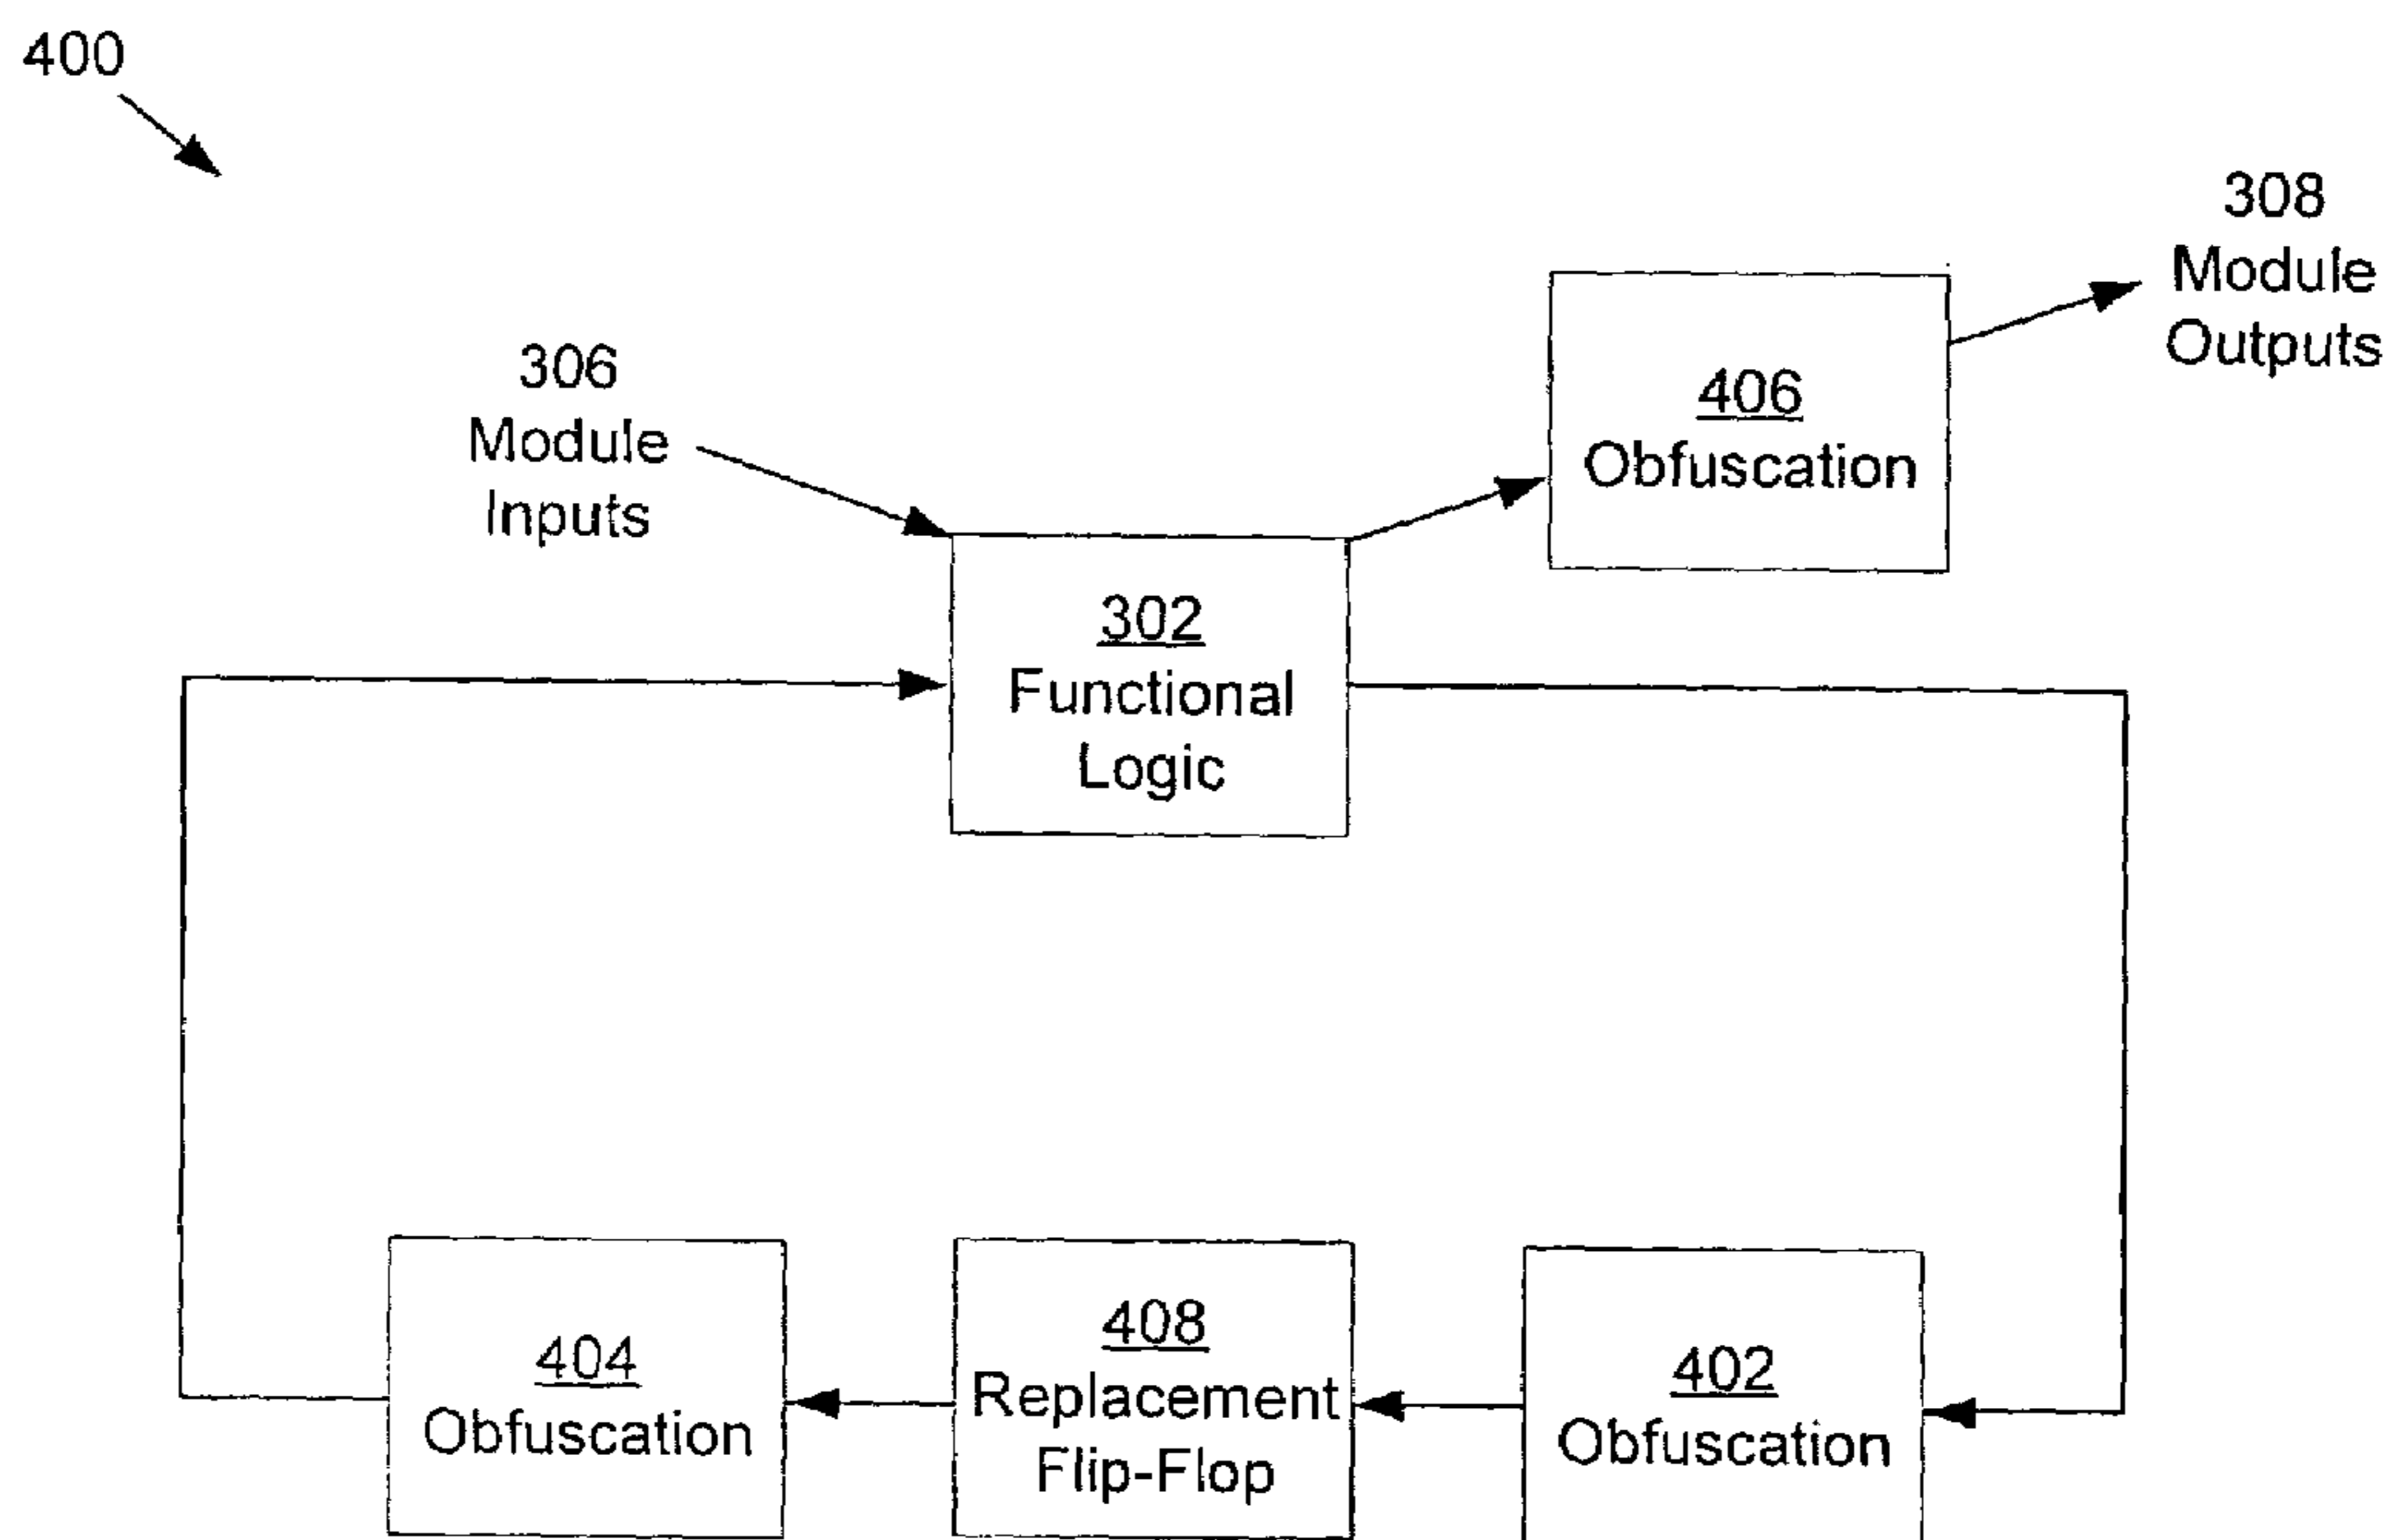 400
308
Module
Outputs
306
Module
Inputs
406
Obfuscation
302
Functional
Logic
404
Obfuscation
408
Replacement
Flip-Flop
402
Obfuscation